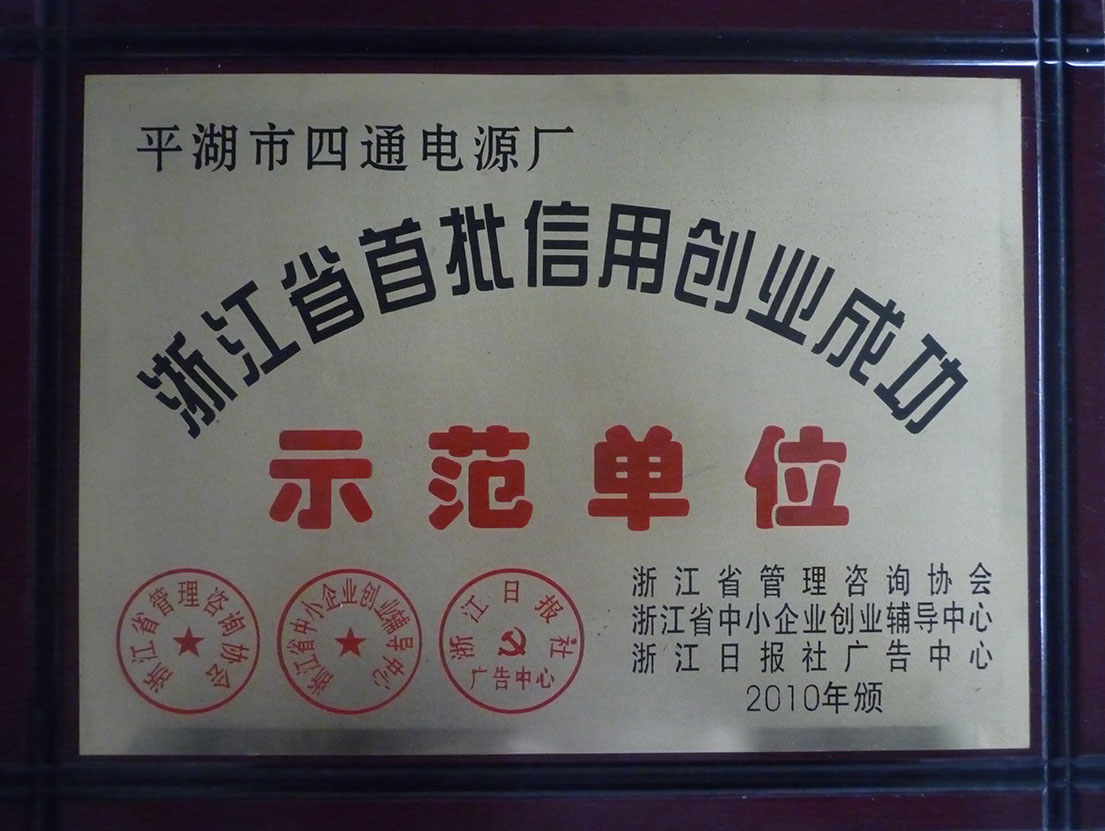 平湖市四通电源厂
浙江省首批信用创业成功
示范单位
浙江省管理咨询协会
浙江省中小企业创业辅导中心
浙江日报社
广告中心
浙江省管理咨询协会
浙江省中小企业创业辅导中心
浙江日报社广告中心
2010年颁